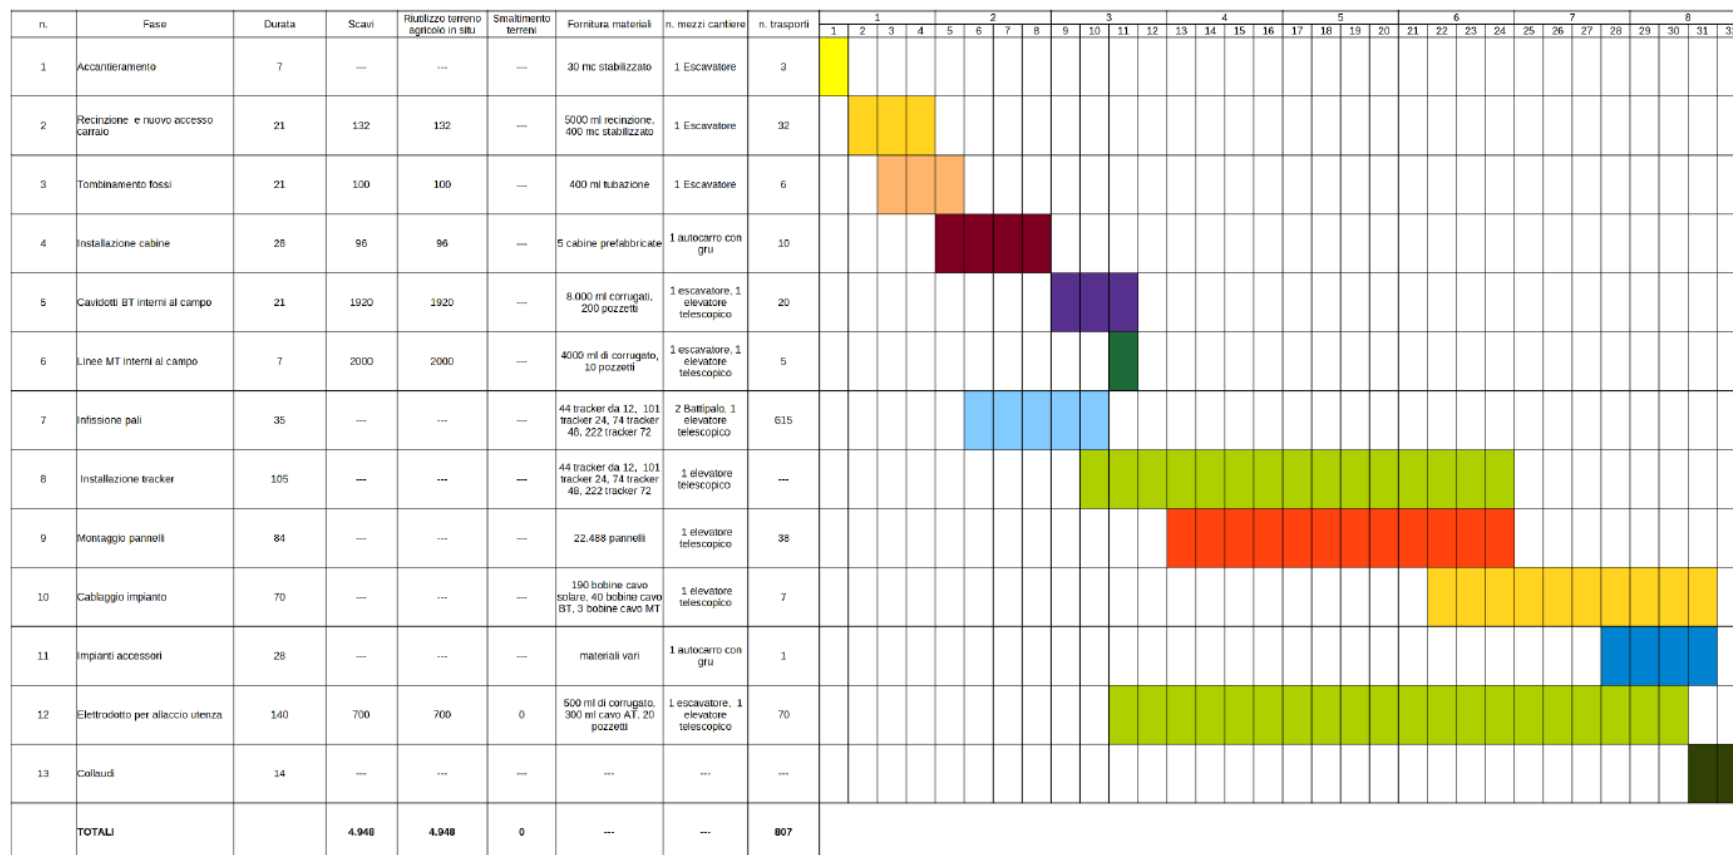 n. Fase Durata Scavi Riutilizzo terreno agricolo in situ Smaltimento terreni Fornitura materiali n. mezzi cantiere n. trasporti 1 2 3 4 5 6 7 8
1 2 3 4 5 6 7 8 9 10 11 12 13 14 15 16 17 18 19 20 21 22 23 24 25 26 27 28 29 30 31 32
1 Accantieramento 7 --- --- --- 30 mc stabilizzato 1 Escavatore 3
2 Recinzione e nuovo accesso carraio 21 132 132 --- 5000 ml recinzione, 400 mc stabilizzato 1 Escavatore 32
3 Tombinamento fossi 21 100 100 --- 400 ml tubazione 1 Escavatore 6
4 Installazione cabine 28 96 96 --- 5 cabine prefabbricate 1 autocarro con gru 10
5 Cavidotti BT interni al campo 21 1920 1920 --- 8.000 ml corrugati, 200 pozzetti 1 escavatore, 1 elevatore telescopico 20
6 Linee MT interni al campo 7 2000 2000 --- 4000 ml di corrugato, 10 pozzetti 1 escavatore, 1 elevatore telescopico 5
7 Infissione pali 35 --- --- --- 44 tracker da 12, 101 tracker 24, 74 tracker 48, 222 tracker 72 2 Battipalo, 1 elevatore telescopico 615
8 Installazione tracker 105 --- --- --- 44 tracker da 12, 101 tracker 24, 74 tracker 48, 222 tracker 72 1 elevatore telescopico ---
9 Montaggio pannelli 84 --- --- --- 22.488 pannelli 1 elevatore telescopico 38
10 Cablaggio impianto 70 --- --- --- 190 bobine cavo solare, 40 bobine cavo BT, 3 bobine cavo MT 1 elevatore telescopico 7
11 Impianti accessori 28 --- --- --- materiali vari 1 autocarro con gru 1
12 Elettrodotto per allaccio utenza 140 700 700 0 500 ml di corrugato, 300 ml cavo AT, 20 pozzetti 1 escavatore, 1 elevatore telescopico 70
13 Collaudi 14 --- --- --- --- --- ---
TOTALI 4.948 4.948 0 --- --- 807